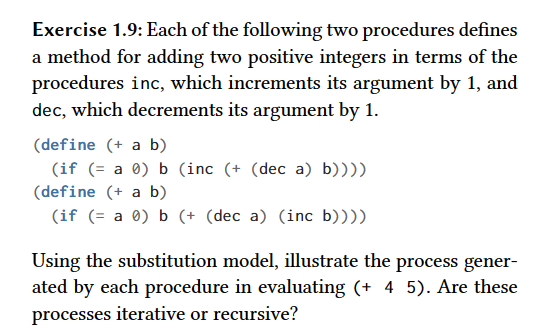 Exercise 1.9: Each of the following two procedures defines
a method for adding two positive integers in terms of the
procedures inc, which increments its argument by 1, and
dec, which decrements its argument by 1.
(define (+ a b)
  (if (= a 0) b (inc (+ (dec a) b))))
(define (+ a b)
  (if (= a 0) b (+ (dec a) (inc b))))
Using the substitution model, illustrate the process gener-
ated by each procedure in evaluating (+ 4 5). Are these
processes iterative or recursive?